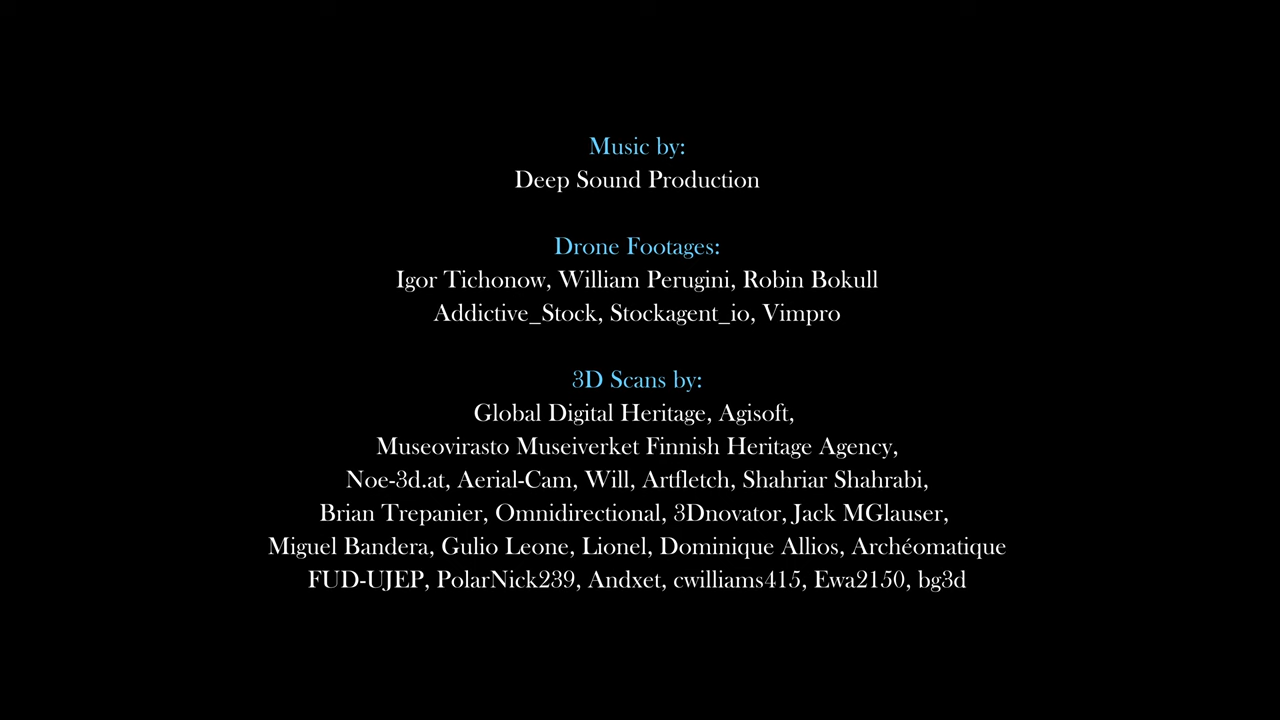 Music by:
Deep Sound Production
Drone Footages:
Igor Tichonow, William Perugini, Robin Bokull
Addictive_Stock, Stockagent_io, Vimpro
3D Scans by:
Global Digital Heritage, Agisoft,
Museovirasto Museiverket Finnish Heritage Agency,
Noe-3d.at, Aerial-Cam, Will, Artfletch, Shahriar Shahrabi,
Brian Trepanier, Omnidirectional, 3Dnovator, Jack MGlauser,
Miguel Bandera, Gulio Leone, Lionel, Dominique Allios, Archéomatique
FUD-UJEP, PolarNick239, Andxet, cwilliams415, Ewa2150, bg3d